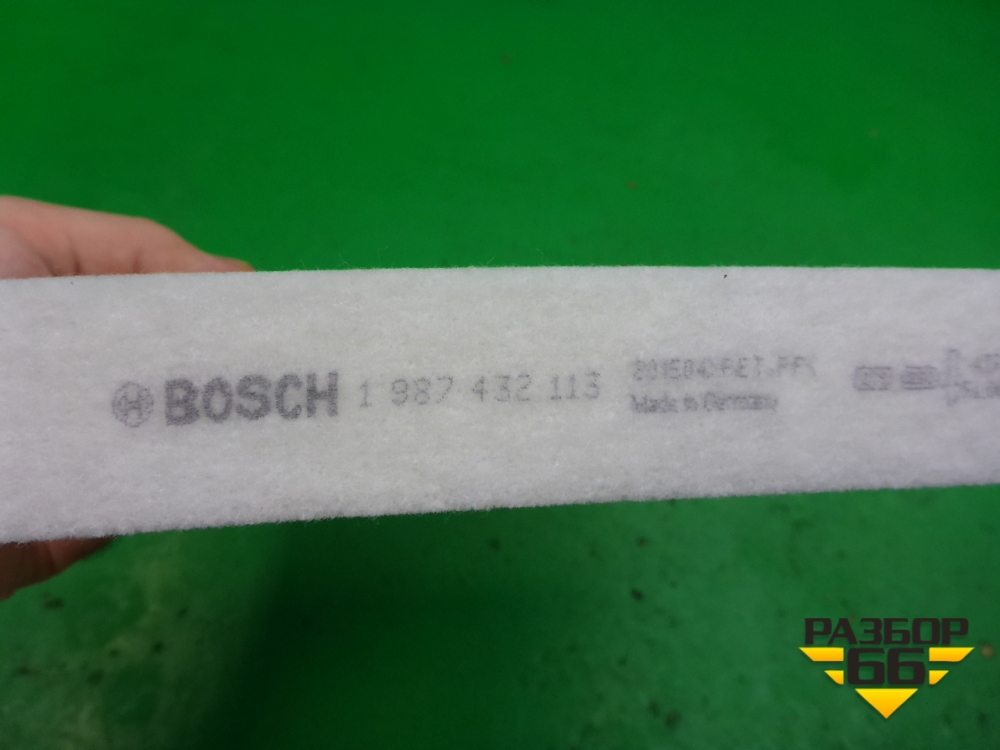 BOSCH 1 987 432 113
Made in Germany
РАЗБОР
66